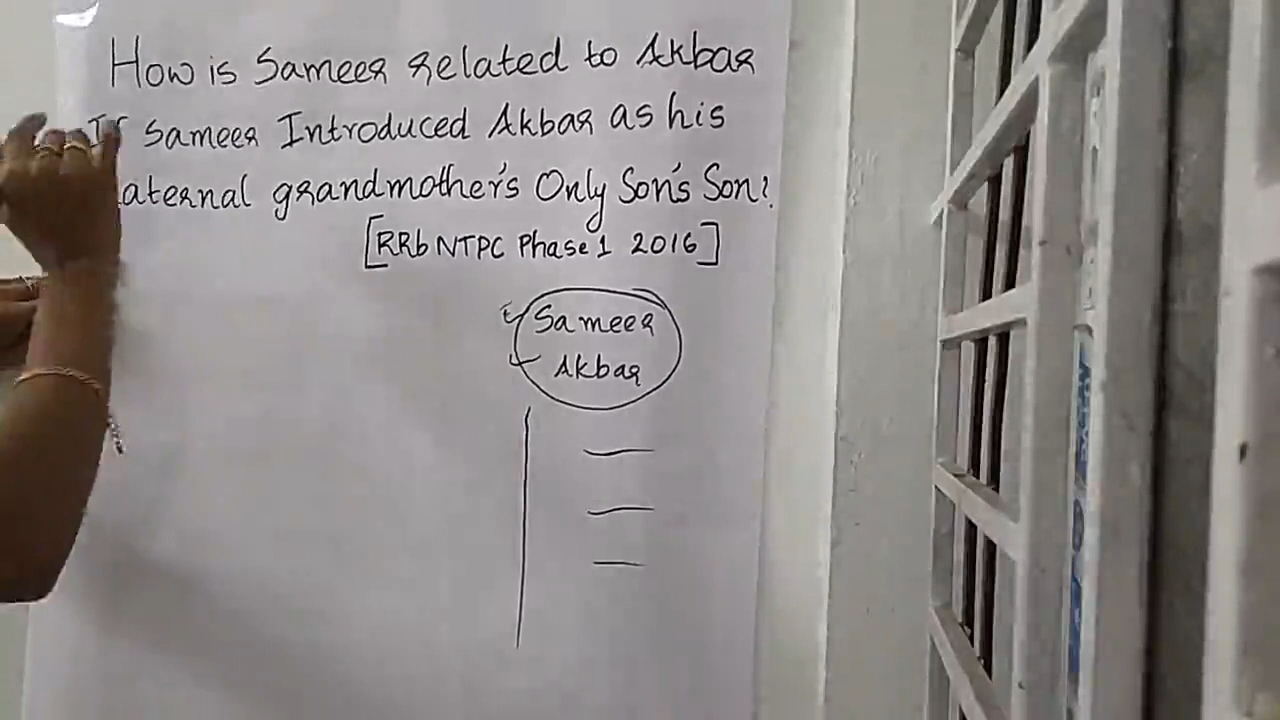 How is Sameer related to Akbar
If Sameer Introduced Akbar as his
aternal grandmother's Only Son's Son?
[RRb NTPC Phase 1 2016]
Sameer
Akbar